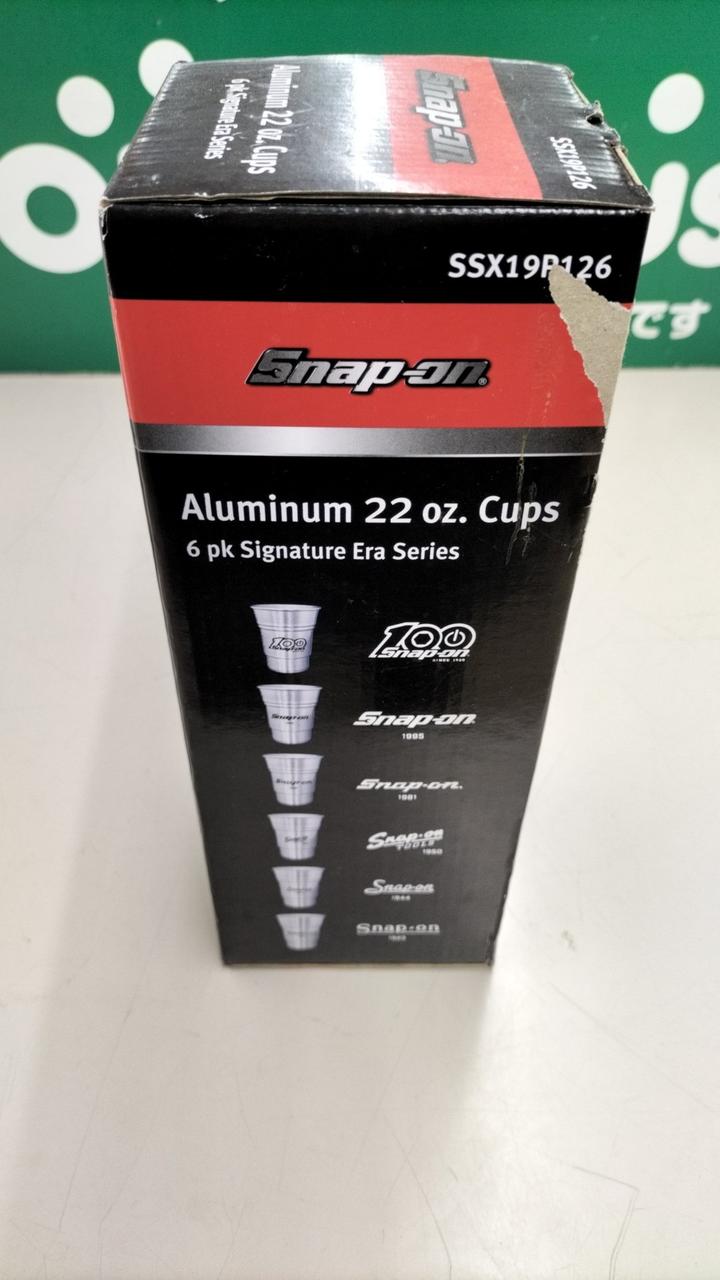 Snap-on
Aluminum 22 oz. Cups
6 pk Signature Era Series
SSX19P126
SSX19P126
Snap-on®
Aluminum 22 oz. Cups
6 pk Signature Era Series
100
Snap-on
SINCE 1920
Snap-on
1995
Snap-on
1981
Snap-on
TOOLS
1950
Snap-on
1944
Snap-on
です